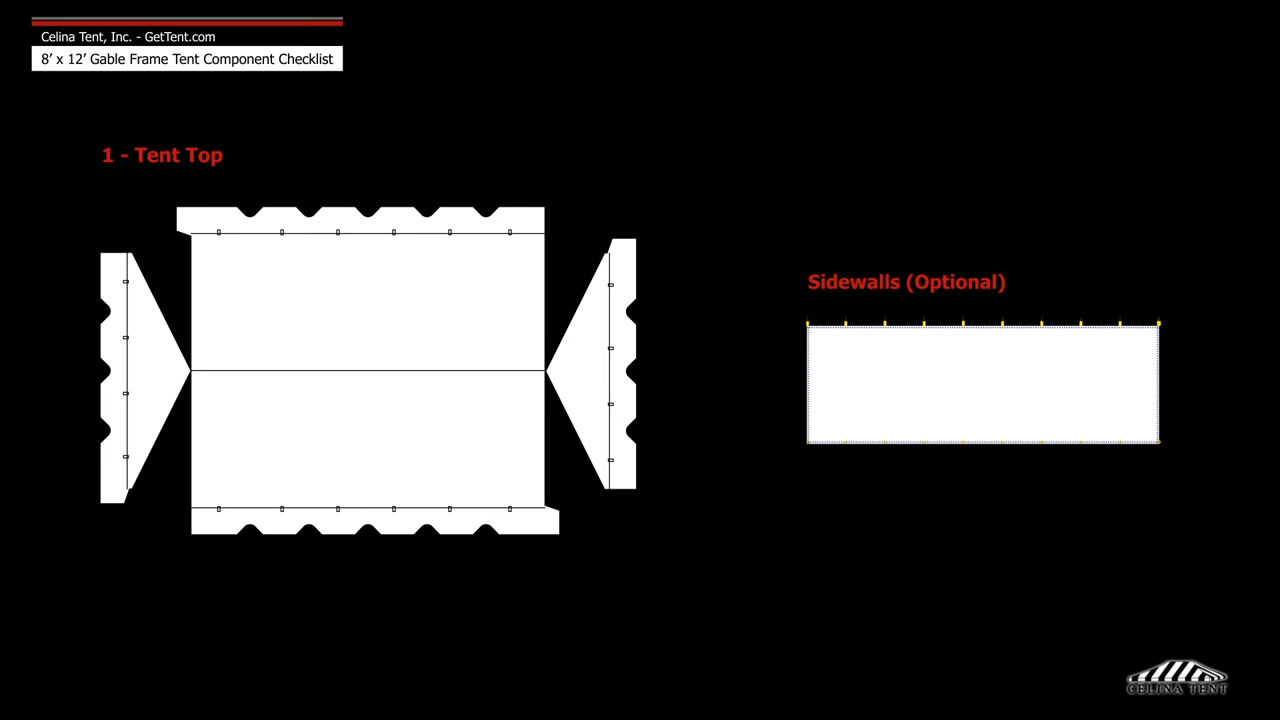 Celina Tent, Inc. - GetTent.com
8’ x 12’ Gable Frame Tent Component Checklist
1 - Tent Top
Sidewalls (Optional)
CELINA TENT